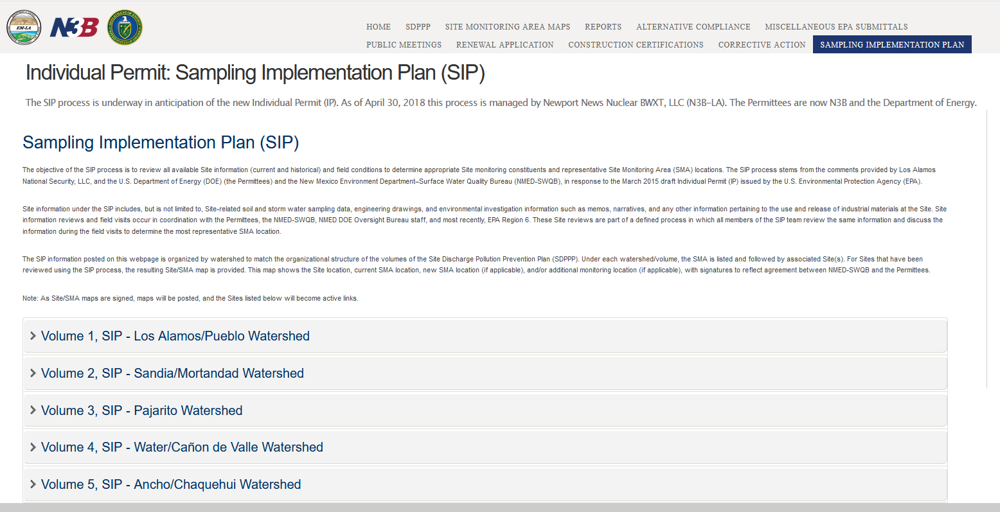 EM-LA
N3B
HOME SDPPP SITE MONITORING AREA MAPS REPORTS ALTERNATIVE COMPLIANCE MISCELLANEOUS EPA SUBMITTALS
PUBLIC MEETINGS RENEWAL APPLICATION CONSTRUCTION CERTIFICATIONS CORRECTIVE ACTION SAMPLING IMPLEMENTATION PLAN
Individual Permit: Sampling Implementation Plan (SIP)
The SIP process is underway in anticipation of the new Individual Permit (IP). As of April 30, 2018 this process is managed by Newport News Nuclear BWXT, LLC (N3B–LA). The Permittees are now N3B and the Department of Energy.
Sampling Implementation Plan (SIP)
The objective of the SIP process is to review all available Site information (current and historical) and field conditions to determine appropriate Site monitoring constituents and representative Site Monitoring Area (SMA) locations. The SIP process stems from the comments provided by Los Alamos
National Security, LLC, and the U.S. Department of Energy (DOE) (the Permittees) and the New Mexico Environment Department–Surface Water Quality Bureau (NMED-SWQB), in response to the March 2015 draft Individual Permit (IP) issued by the U.S. Environmental Protection Agency (EPA).
Site information under the SIP includes, but is not limited to, Site-related soil and storm water sampling data, engineering drawings, and environmental investigation information such as memos, narratives, and any other information pertaining to the use and release of industrial materials at the Site. Site
information reviews and field visits occur in coordination with the Permittees, the NMED-SWQB, NMED DOE Oversight Bureau staff, and most recently, EPA Region 6. These Site reviews are part of a defined process in which all members of the SIP team review the same information and discuss the
information during the field visits to determine the most representative SMA location.
The SIP information posted on this webpage is organized by watershed to match the organizational structure of the volumes of the Site Discharge Pollution Prevention Plan (SDPPP). Under each watershed/volume, the SMA is listed and followed by associated Site(s). For Sites that have been
reviewed using the SIP process, the resulting Site/SMA map is provided. This map shows the Site location, current SMA location, new SMA location (if applicable), and/or additional monitoring location (if applicable), with signatures to reflect agreement between NMED-SWQB and the Permittees.
Note: As Site/SMA maps are signed, maps will be posted, and the Sites listed below will become active links.
Volume 1, SIP - Los Alamos/Pueblo Watershed
Volume 2, SIP - Sandia/Mortandad Watershed
Volume 3, SIP - Pajarito Watershed
Volume 4, SIP - Water/Cañon de Valle Watershed
Volume 5, SIP - Ancho/Chaquehui Watershed